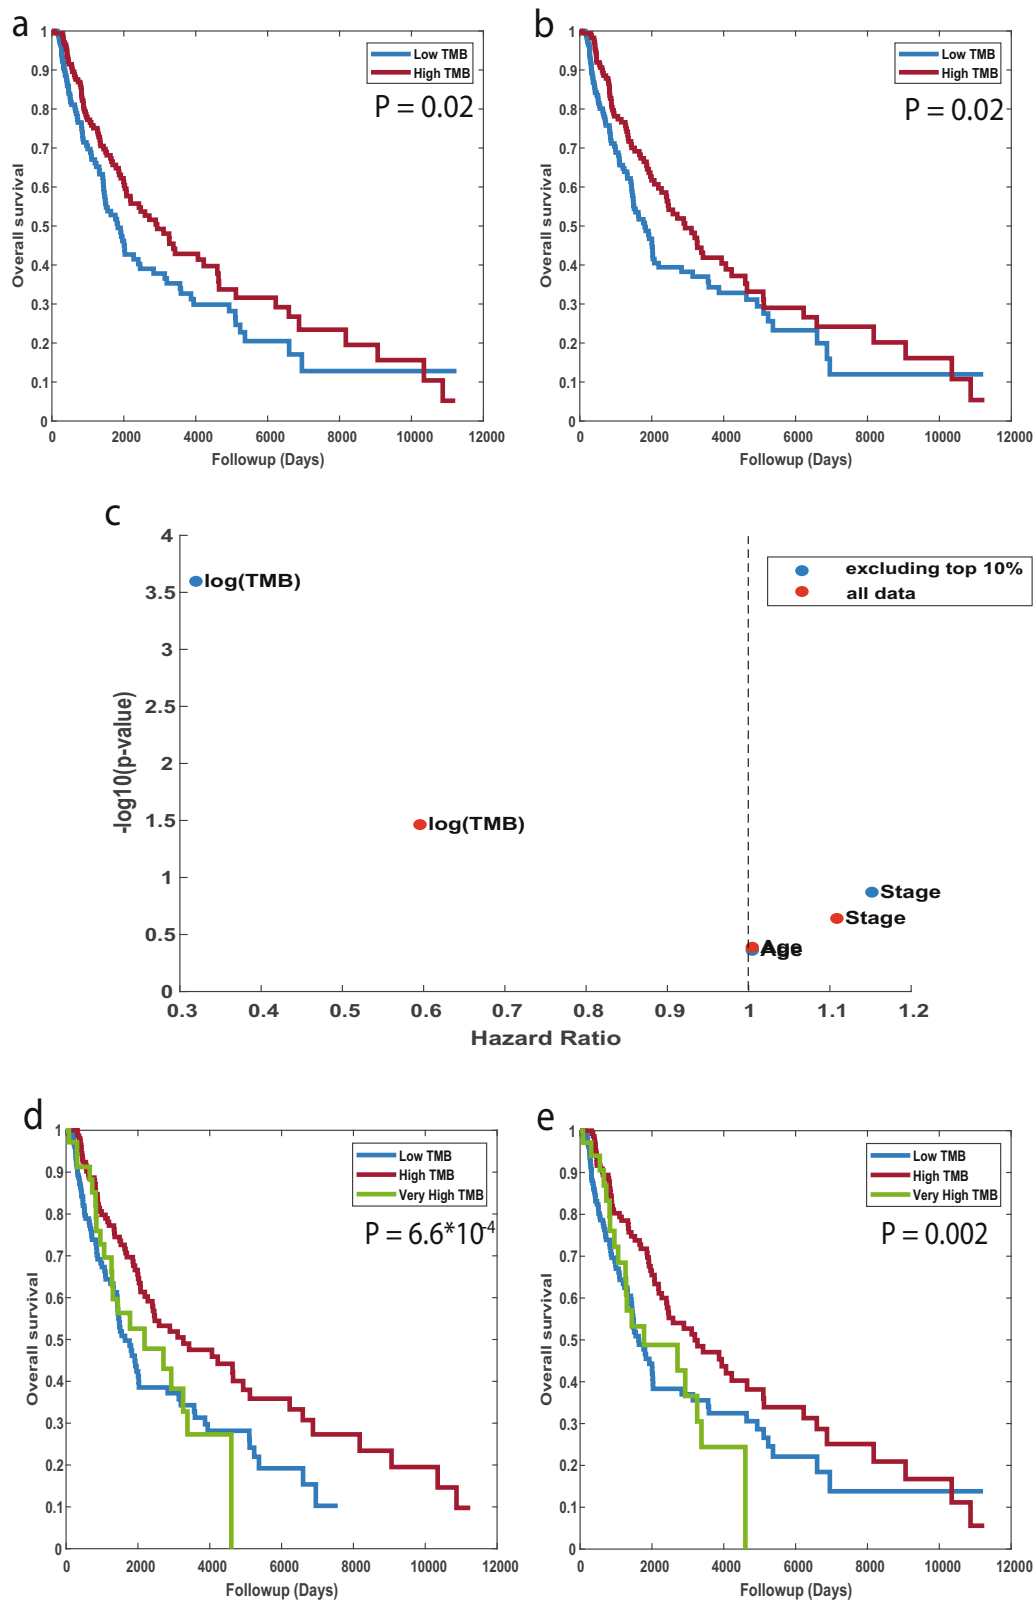 a
Overall survival
1
0.9
0.8
0.7
0.6
0.5
0.4
0.3
0.2
0.1
0
0 2000 4000 6000 8000 10000 12000
Followup (Days)
Low TMB
High TMB
P = 0.02
b
Overall survival
1
0.9
0.8
0.7
0.6
0.5
0.4
0.3
0.2
0.1
0
0 2000 4000 6000 8000 10000 12000
Followup (Days)
Low TMB
High TMB
P = 0.02
c
-log10(p-value)
4
3.5
3
2.5
2
1.5
1
0.5
0
0.3 0.4 0.5 0.6 0.7 0.8 0.9 1 1.1 1.2
Hazard Ratio
excluding top 10%
all data
log(TMB)
log(TMB)
Stage
Stage
Age
Age
d
Overall survival
1
0.9
0.8
0.7
0.6
0.5
0.4
0.3
0.2
0.1
0
0 2000 4000 6000 8000 10000 12000
Followup (Days)
Low TMB
High TMB
Very High TMB
P = 6.6*10⁻⁴
e
Overall survival
1
0.9
0.8
0.7
0.6
0.5
0.4
0.3
0.2
0.1
0
0 2000 4000 6000 8000 10000 12000
Followup (Days)
Low TMB
High TMB
Very High TMB
P = 0.002